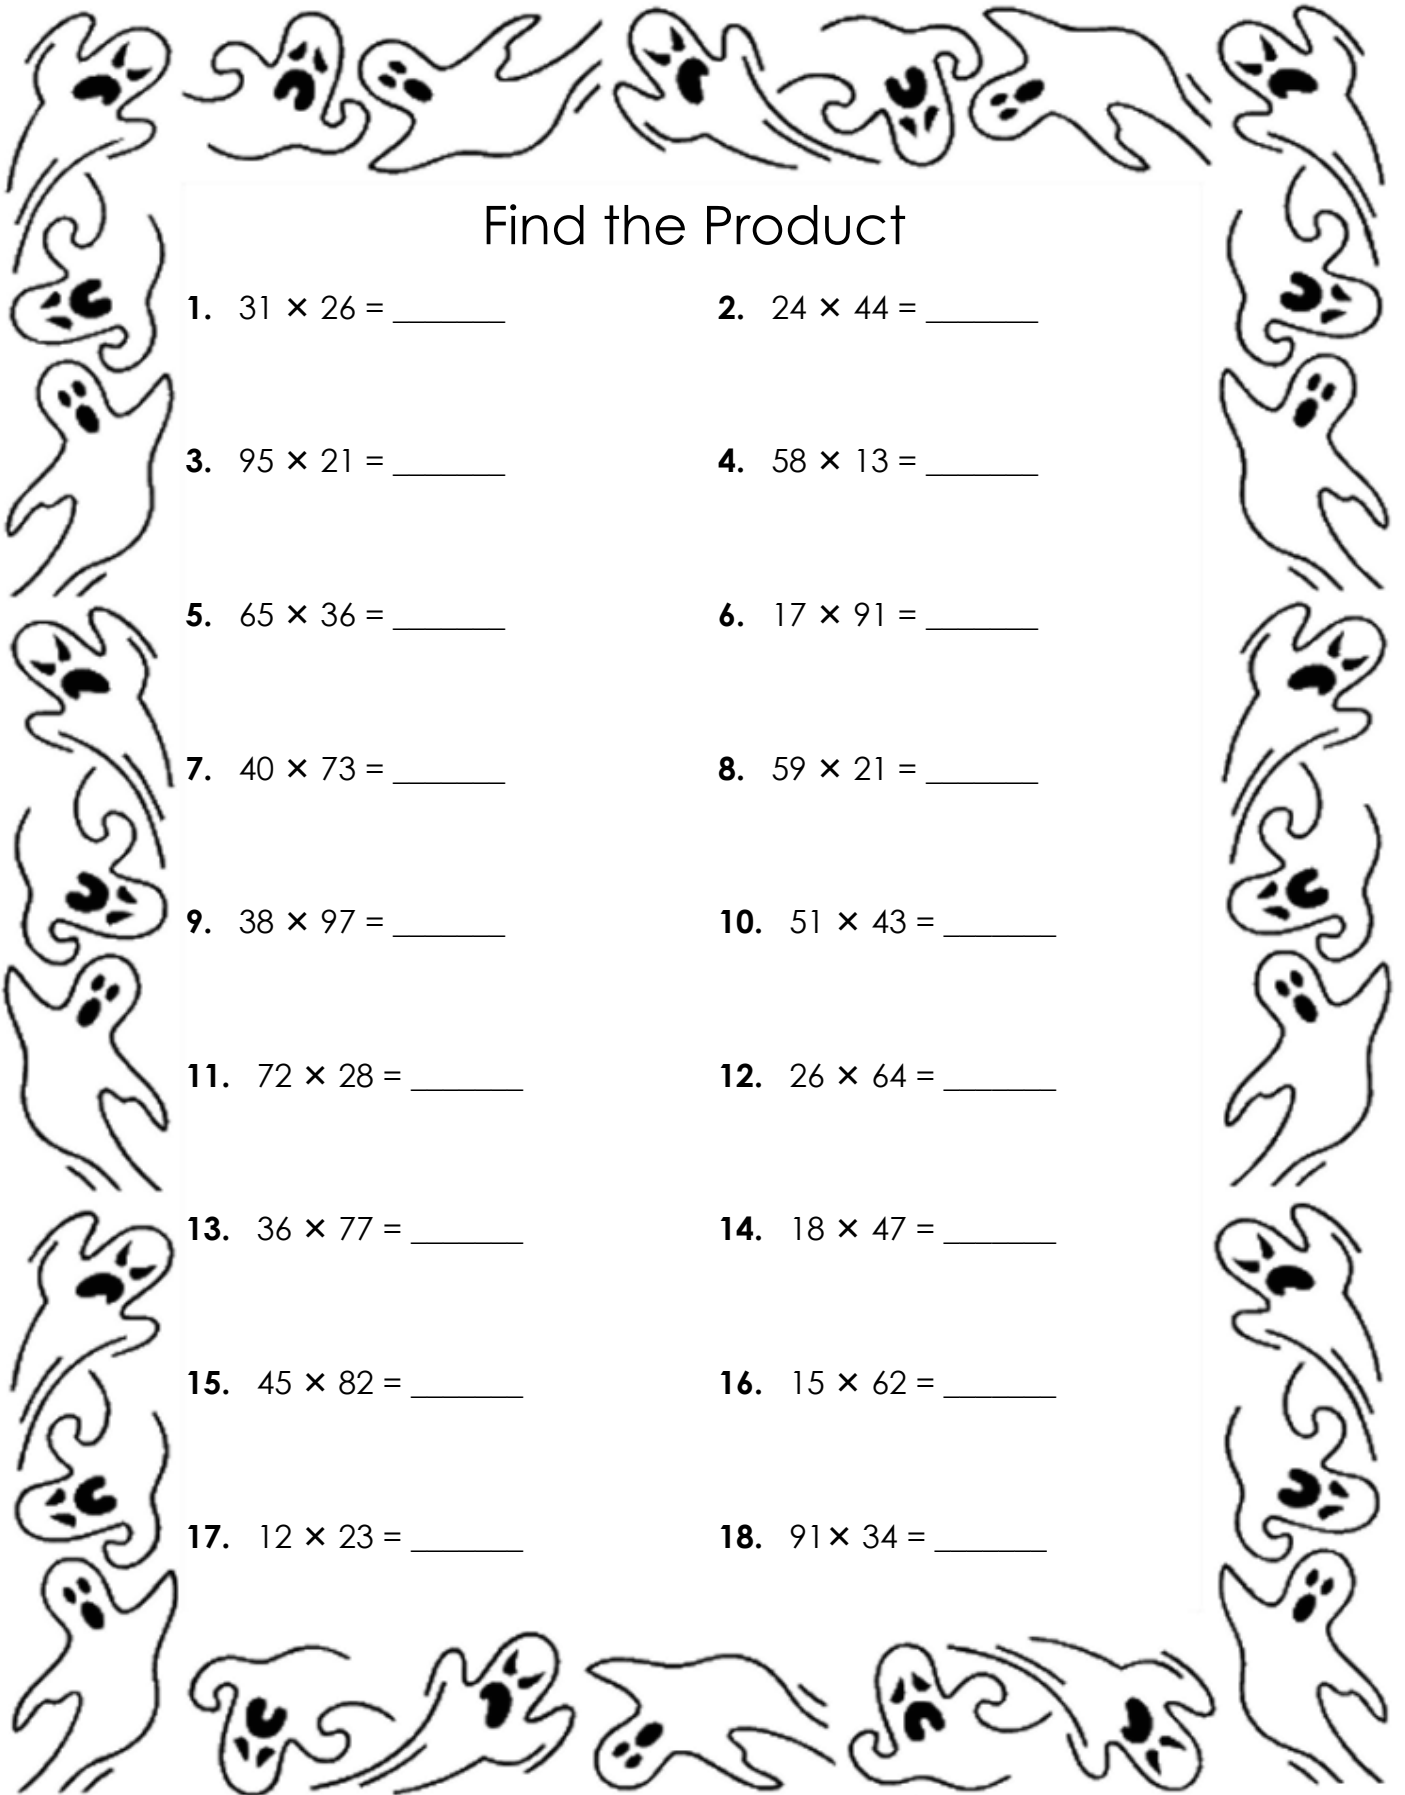 Find the Product
1. 31 × 26 = _______ 2. 24 × 44 = _______
3. 95 × 21 = _______ 4. 58 × 13 = _______
5. 65 × 36 = _______ 6. 17 × 91 = _______
7. 40 × 73 = _______ 8. 59 × 21 = _______
9. 38 × 97 = _______ 10. 51 × 43 = _______
11. 72 × 28 = _______ 12. 26 × 64 = _______
13. 36 × 77 = _______ 14. 18 × 47 = _______
15. 45 × 82 = _______ 16. 15 × 62 = _______
17. 12 × 23 = _______ 18. 91× 34 = _______